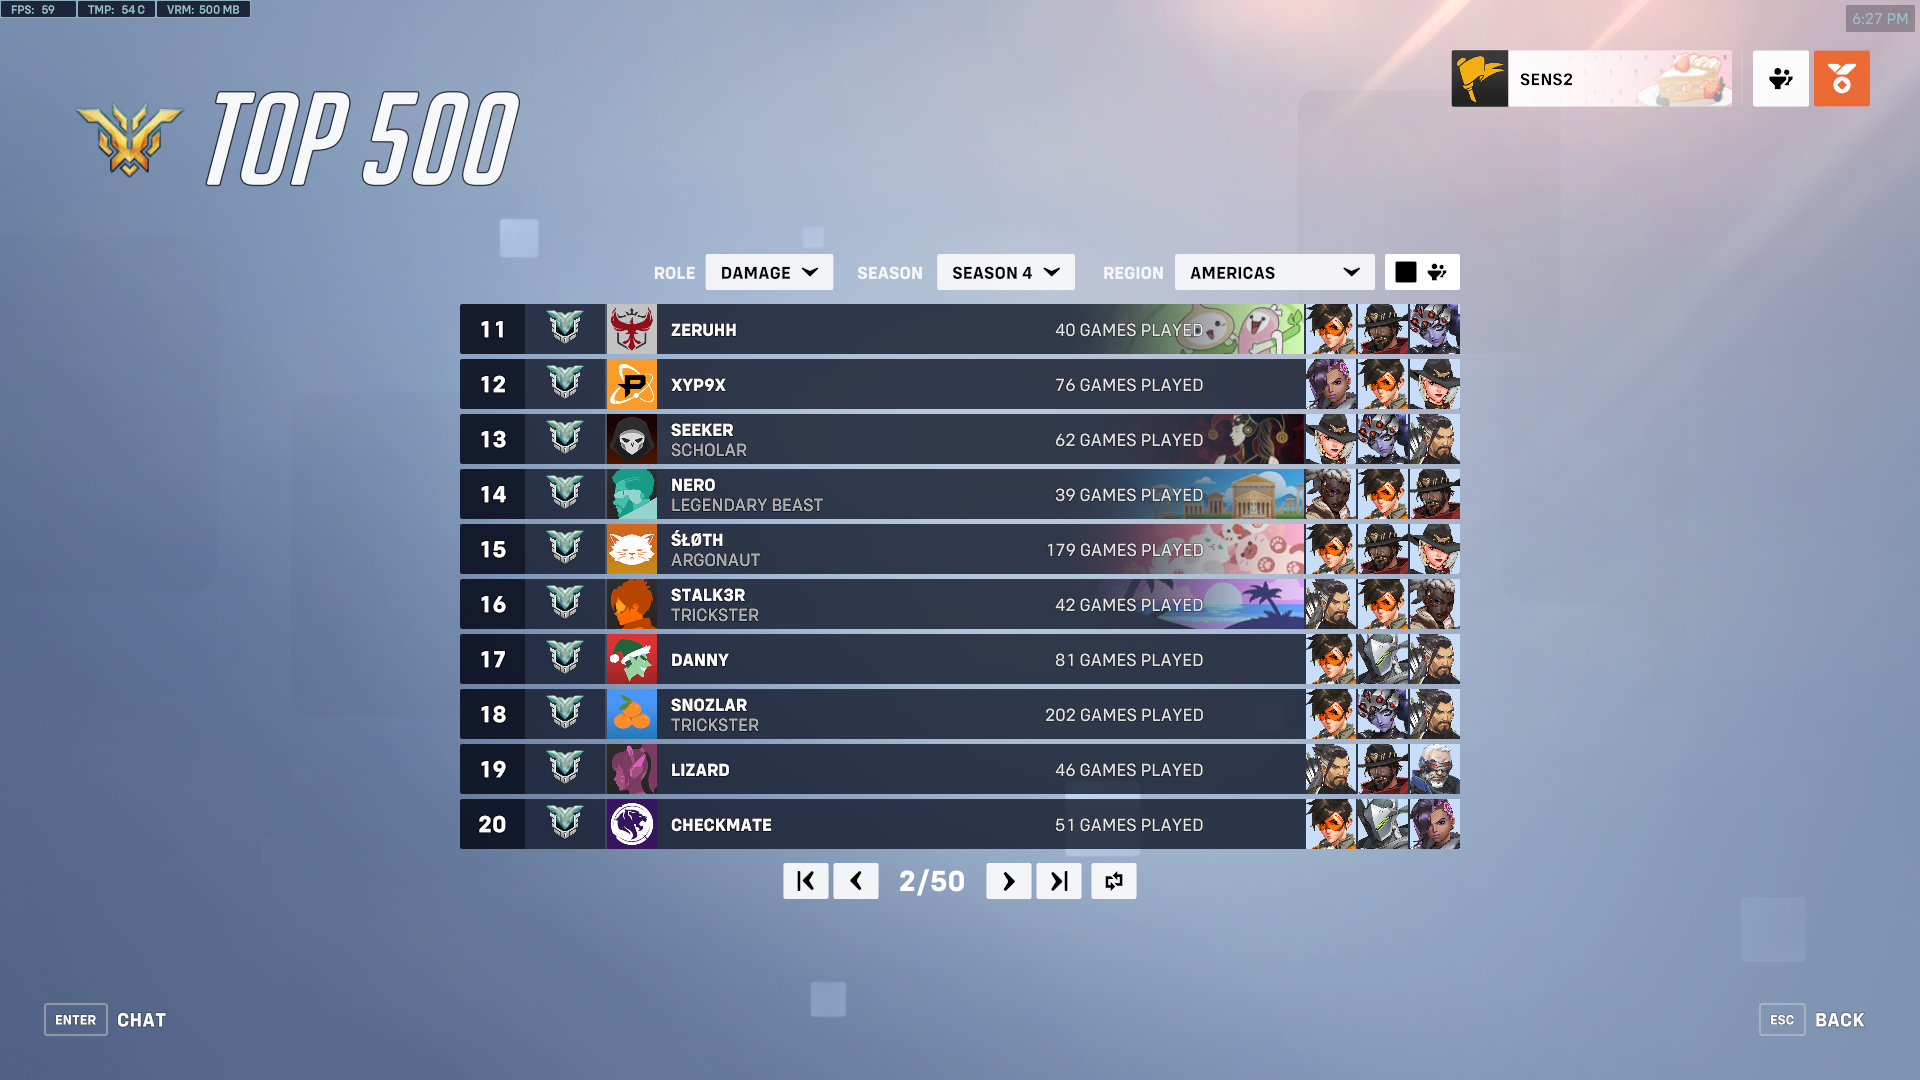 FPS: 59 TMP: 54 C VRM: 500 MB
6:27 PM
SENS2
TOP 500
ROLE DAMAGE SEASON SEASON 4 REGION AMERICAS
11 ZERUHH 40 GAMES PLAYED
12 XYP9X 76 GAMES PLAYED
13 SEEKER 62 GAMES PLAYED
SCHOLAR
14 NERO 39 GAMES PLAYED
LEGENDARY BEAST
15 ŚŁØTH 179 GAMES PLAYED
ARGONAUT
16 STALK3R 42 GAMES PLAYED
TRICKSTER
17 DANNY 81 GAMES PLAYED
18 SNOZLAR 202 GAMES PLAYED
TRICKSTER
19 LIZARD 46 GAMES PLAYED
20 CHECKMATE 51 GAMES PLAYED
2/50
ENTER CHAT
ESC BACK